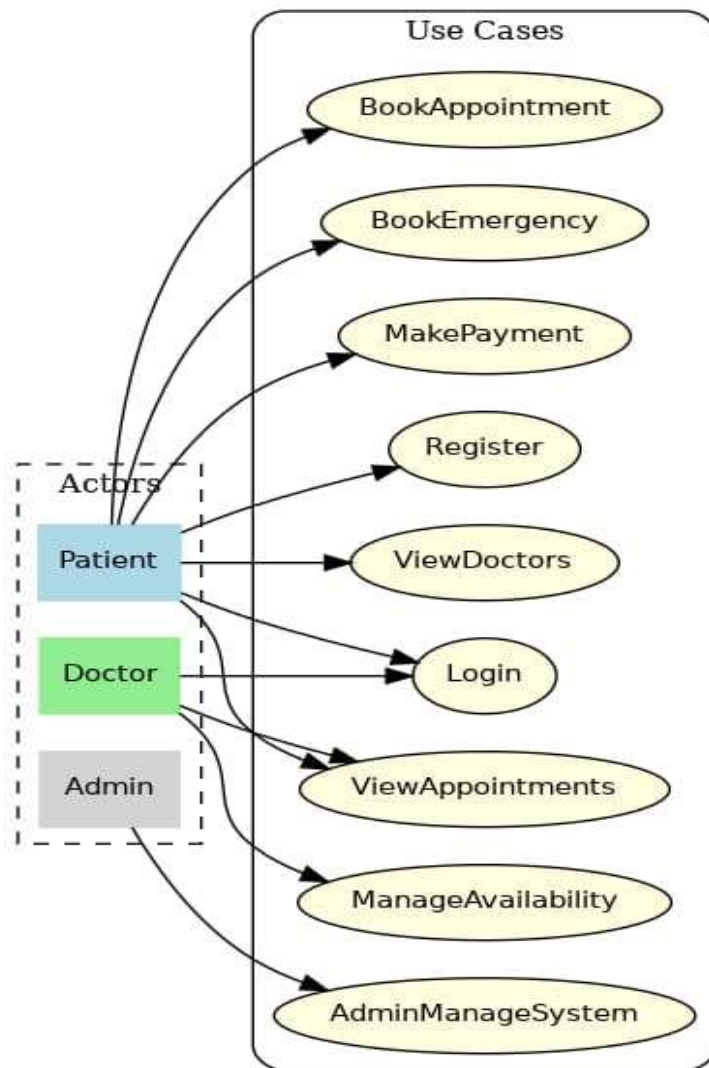 Use Cases
BookAppointment
BookEmergency
MakePayment
Register
Actors
Patient
ViewDoctors
Doctor
Login
Admin
ViewAppointments
ManageAvailability
AdminManageSystem